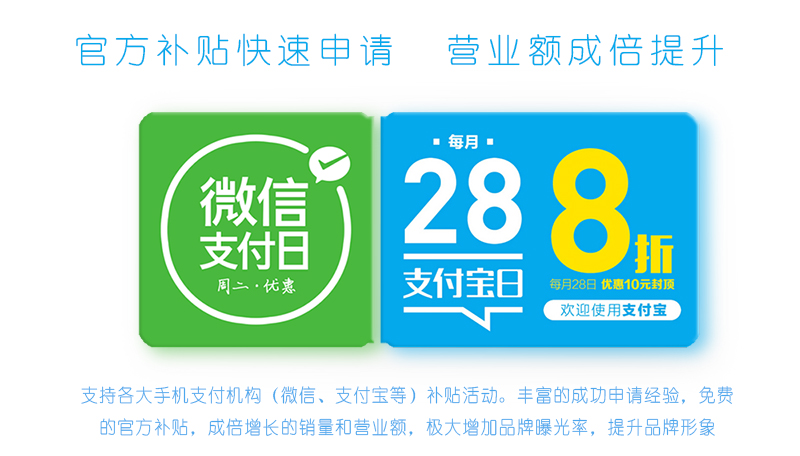 官方补贴快速申请 营业额成倍提升
微信
支付日
周二·优惠
每月
28
支付宝日
8折
每月28日 优惠10元封顶
欢迎使用支付宝
支持各大手机支付机构（微信、支付宝等）补贴活动。丰富的成功申请经验，免费
的官方补贴，成倍增长的销量和营业额，极大增加品牌曝光率，提升品牌形象